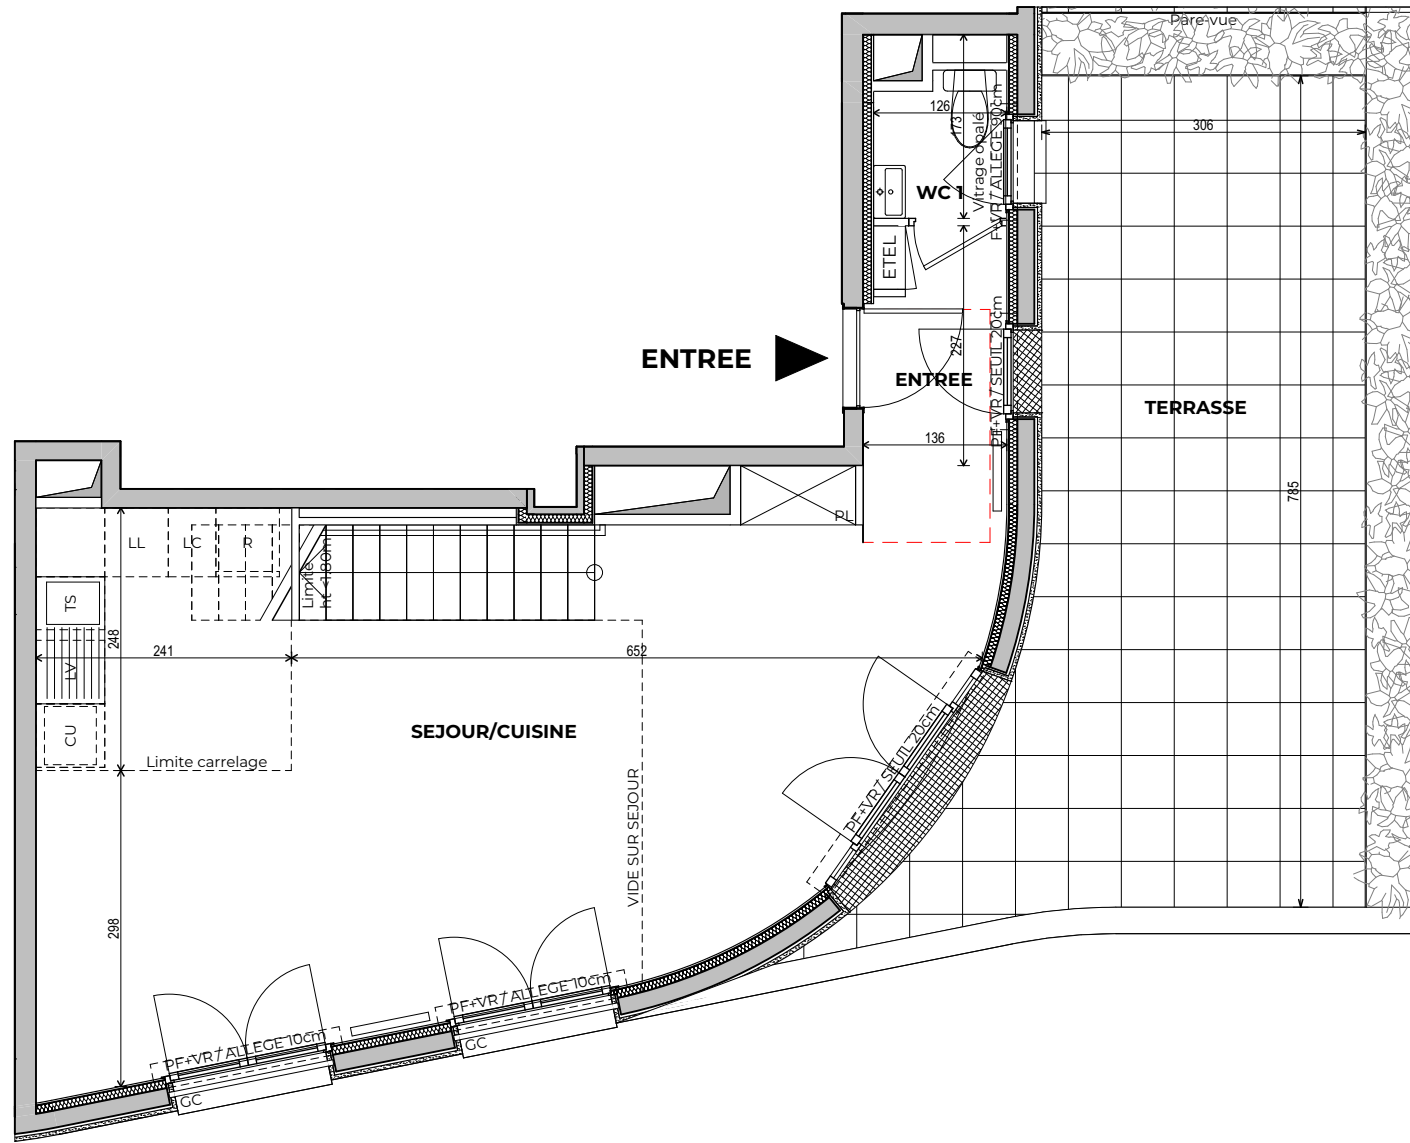 Pare-vue
126
173
306
Vitrage opalé
F+VR / ALLEGE 90cm
WC 1
ETEL
ENTREE
227
ENTREE
PF+VR / SEUIL 20cm
TERRASSE
136
785
PL
LL
LC
R
Limite
ht <1.80m
TS
248
241
652
LV
CU
SEJOUR/CUISINE
PF+VR / SEUIL 20cm
Limite carrelage
VIDE SUR SEJOUR
298
PF+VR / ALLEGE 10cm
GC
PF+VR / ALLEGE 10cm
GC